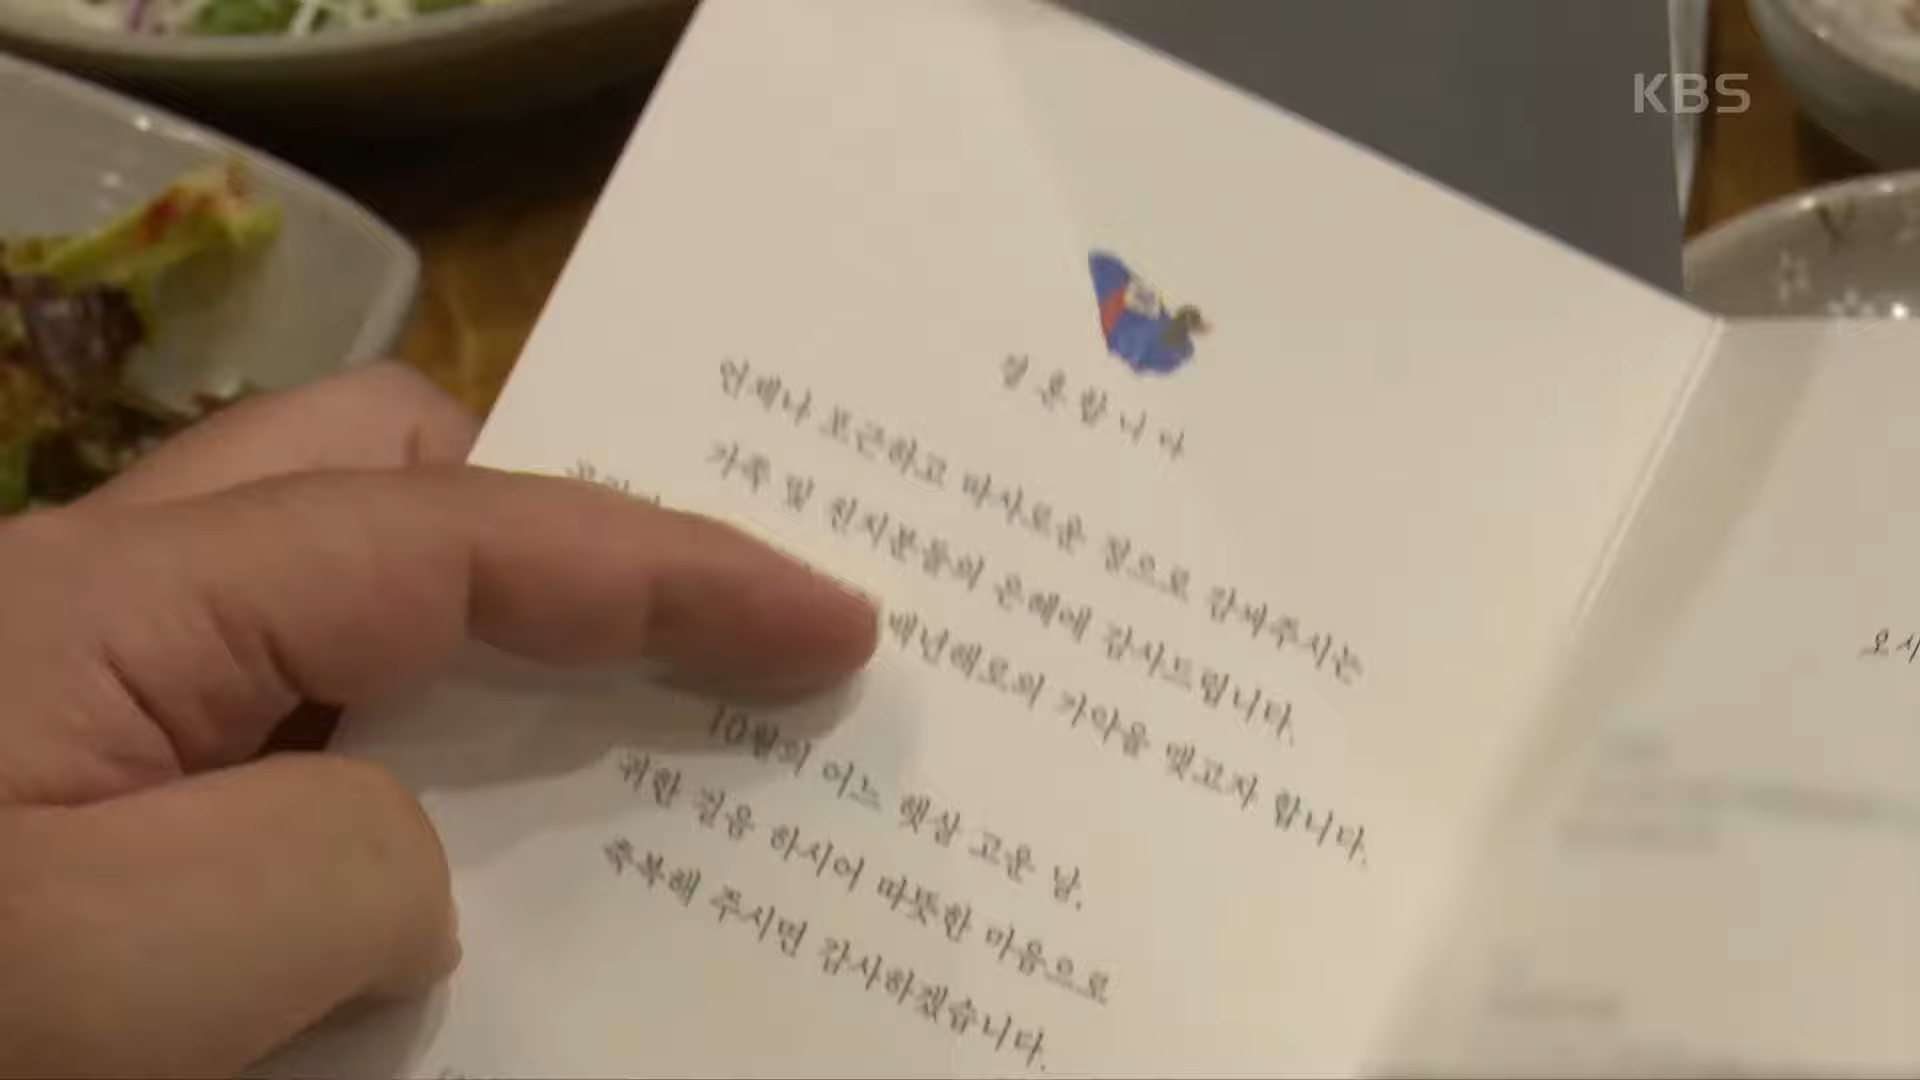 KBS
결혼합니다
언제나 포근하고 따사로운 정으로 감싸주시는
가족 및 친지분들의 은혜에 감사드립니다.
백년해로의 가약을 맺고자 합니다.
10월의 어느 햇살 고운 날,
귀한 걸음 하시어 따뜻한 마음으로
축복해 주시면 감사하겠습니다.
오시